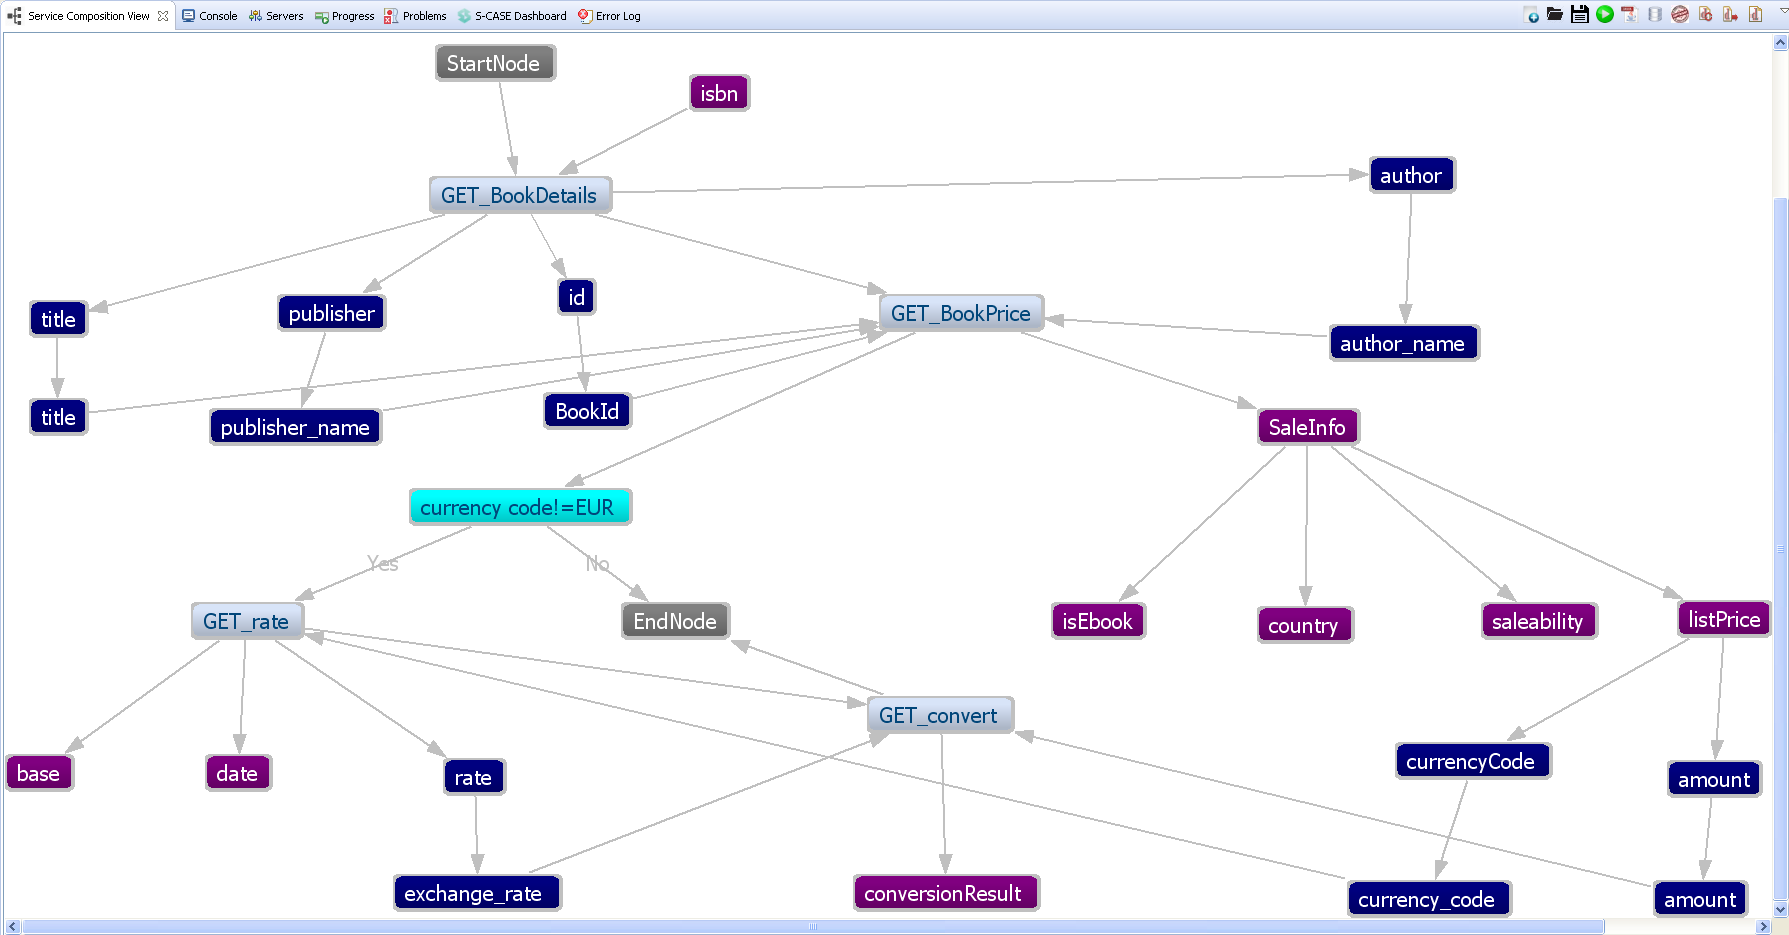 Service Composition View
Console
Servers
Progress
Problems
S-CASE Dashboard
Error Log
StartNode
isbn
GET_BookDetails
author
title
publisher
id
GET_BookPrice
author_name
title
publisher_name
BookId
SaleInfo
currency code!=EUR
Yes
No
GET_rate
EndNode
isEbook
country
saleability
listPrice
GET_convert
base
date
rate
currencyCode
amount
exchange_rate
conversionResult
currency_code
amount